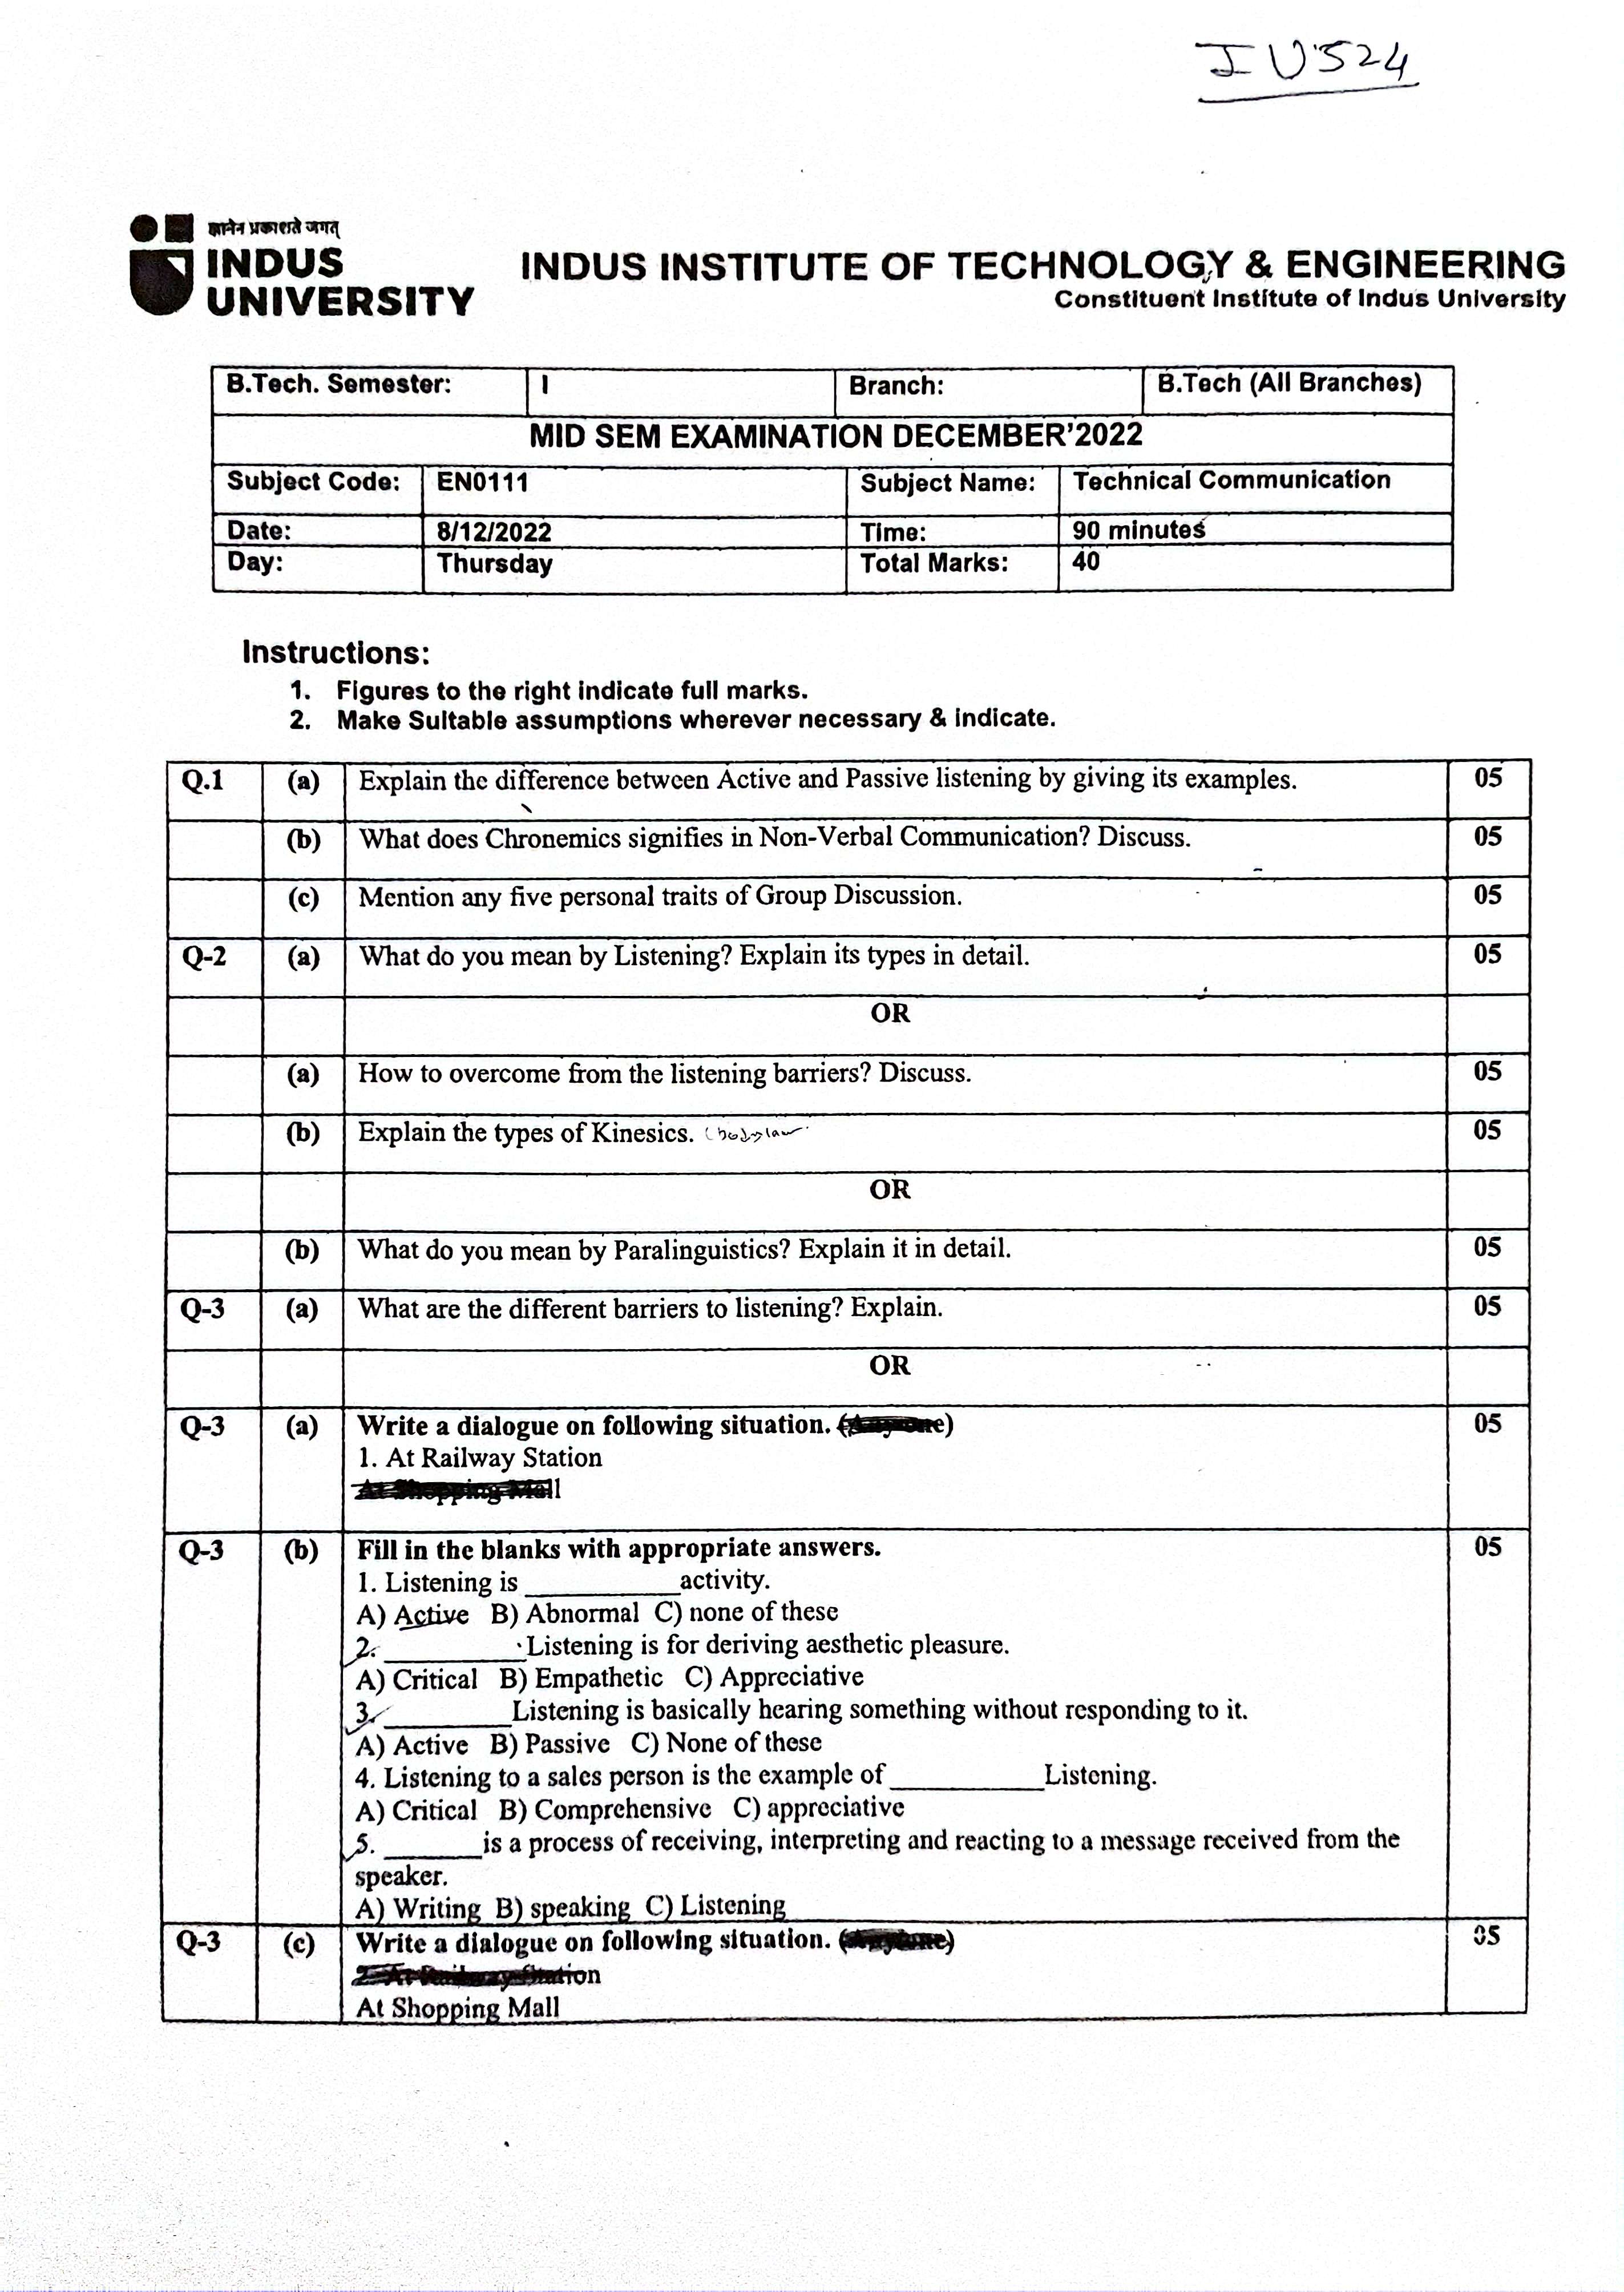 IU524
ज्ञानेन प्रकाशते जगत्
INDUS
UNIVERSITY
INDUS INSTITUTE OF TECHNOLOGY & ENGINEERING
Constituent Institute of Indus University
B.Tech. Semester: I Branch: B.Tech (All Branches)
MID SEM EXAMINATION DECEMBER'2022
Subject Code: EN0111 Subject Name: Technical Communication
Date: 8/12/2022 Time: 90 minutes
Day: Thursday Total Marks: 40
Instructions:
1. Figures to the right indicate full marks.
2. Make Suitable assumptions wherever necessary & indicate.
Q.1 (a) Explain the difference between Active and Passive listening by giving its examples. 05
(b) What does Chronemics signifies in Non-Verbal Communication? Discuss. 05
(c) Mention any five personal traits of Group Discussion. 05
Q-2 (a) What do you mean by Listening? Explain its types in detail. 05
OR
(a) How to overcome from the listening barriers? Discuss. 05
(b) Explain the types of Kinesics. 05
OR
(b) What do you mean by Paralinguistics? Explain it in detail. 05
Q-3 (a) What are the different barriers to listening? Explain. 05
OR
Q-3 (a) Write a dialogue on following situation. 05
1. At Railway Station
At Shopping Mall
Q-3 (b) Fill in the blanks with appropriate answers. 05
1. Listening is ___________activity.
A) Active B) Abnormal C) none of these
2. __________Listening is for deriving aesthetic pleasure.
A) Critical B) Empathetic C) Appreciative
3. _________Listening is basically hearing something without responding to it.
A) Active B) Passive C) None of these
4. Listening to a sales person is the example of ___________Listening.
A) Critical B) Comprehensive C) appreciative
5. _______is a process of receiving, interpreting and reacting to a message received from the
speaker.
A) Writing B) speaking C) Listening
Q-3 (c) Write a dialogue on following situation. 05
2. At Railway Station
At Shopping Mall